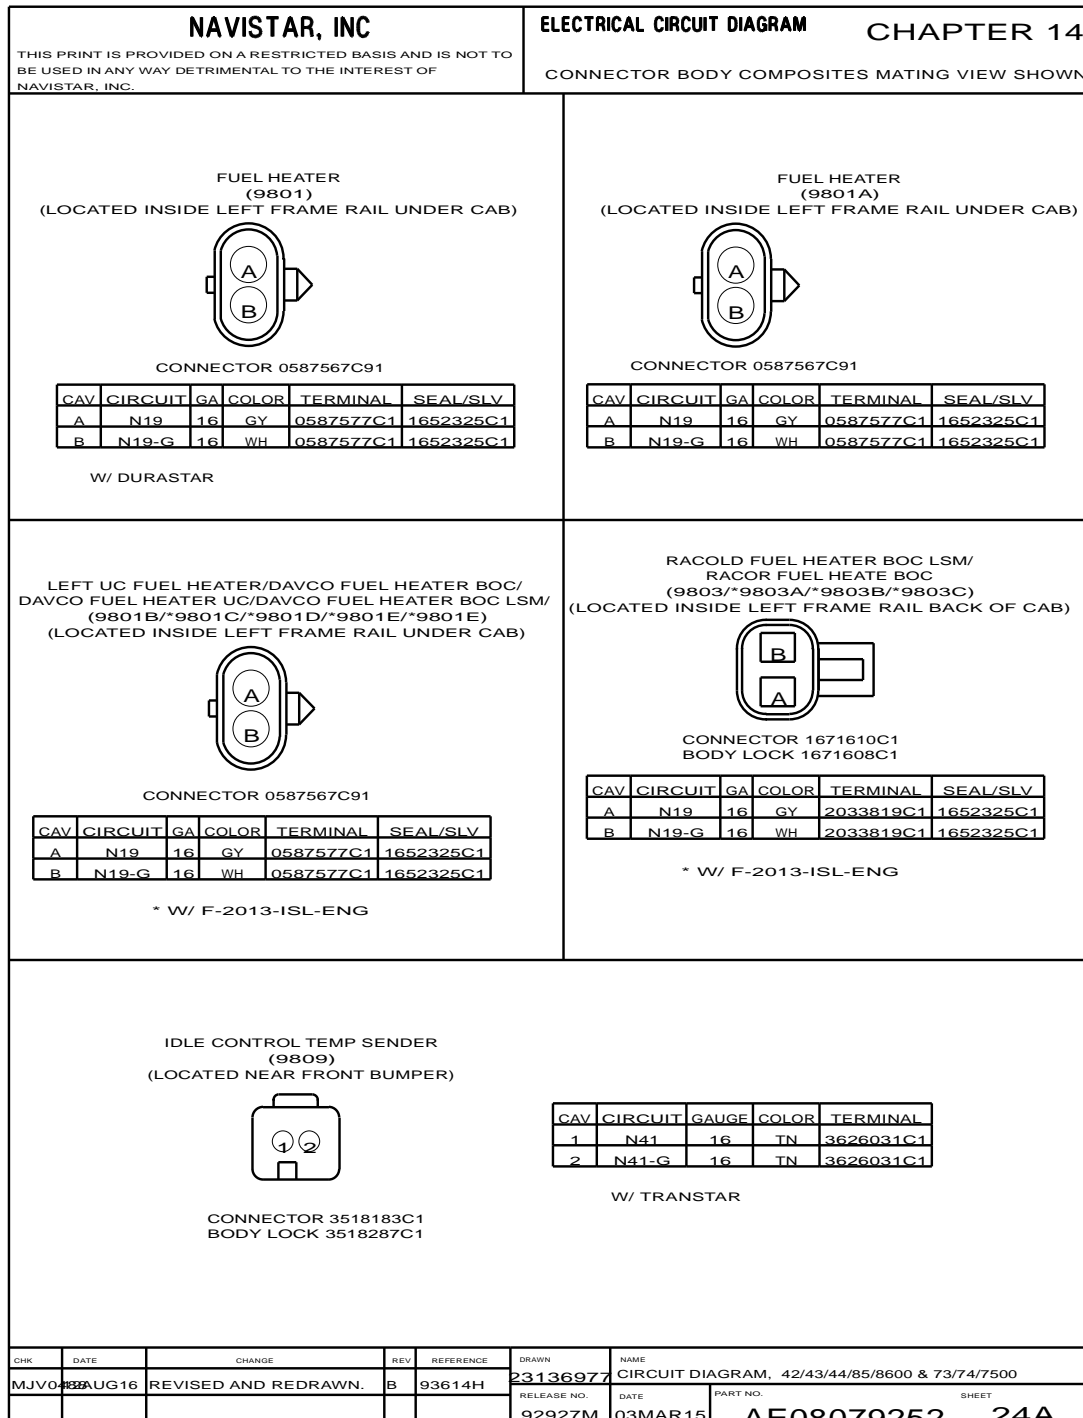 NAVISTAR, INC
THIS PRINT IS PROVIDED ON A RESTRICTED BASIS AND IS NOT TO
BE USED IN ANY WAY DETRIMENTAL TO THE INTEREST OF
NAVISTAR, INC.
ELECTRICAL CIRCUIT DIAGRAM
CHAPTER 14
CONNECTOR BODY COMPOSITES MATING VIEW SHOWN
FUEL HEATER
(9801)
(LOCATED INSIDE LEFT FRAME RAIL UNDER CAB)
A
B
CONNECTOR 0587567C91
CAV CIRCUIT GA COLOR TERMINAL SEAL/SLV
A N19 16 GY 0587577C1 1652325C1
B N19-G 16 WH 0587577C1 1652325C1
W/ DURASTAR
FUEL HEATER
(9801A)
(LOCATED INSIDE LEFT FRAME RAIL UNDER CAB)
A
B
CONNECTOR 0587567C91
CAV CIRCUIT GA COLOR TERMINAL SEAL/SLV
A N19 16 GY 0587577C1 1652325C1
B N19-G 16 WH 0587577C1 1652325C1
LEFT UC FUEL HEATER/DAVCO FUEL HEATER BOC/
DAVCO FUEL HEATER UC/DAVCO FUEL HEATER BOC LSM/
(9801B/*9801C/*9801D/*9801E/*9801E)
(LOCATED INSIDE LEFT FRAME RAIL UNDER CAB)
A
B
CONNECTOR 0587567C91
CAV CIRCUIT GA COLOR TERMINAL SEAL/SLV
A N19 16 GY 0587577C1 1652325C1
B N19-G 16 WH 0587577C1 1652325C1
* W/ F-2013-ISL-ENG
RACOLD FUEL HEATER BOC LSM/
RACOR FUEL HEATE BOC
(9803/*9803A/*9803B/*9803C)
(LOCATED INSIDE LEFT FRAME RAIL BACK OF CAB)
B
A
CONNECTOR 1671610C1
BODY LOCK 1671608C1
CAV CIRCUIT GA COLOR TERMINAL SEAL/SLV
A N19 16 GY 2033819C1 1652325C1
B N19-G 16 WH 2033819C1 1652325C1
* W/ F-2013-ISL-ENG
IDLE CONTROL TEMP SENDER
(9809)
(LOCATED NEAR FRONT BUMPER)
1 2
CONNECTOR 3518183C1
BODY LOCK 3518287C1
CAV CIRCUIT GAUGE COLOR TERMINAL
1 N41 16 TN 3626031C1
2 N41-G 16 TN 3626031C1
W/ TRANSTAR
CHK DATE CHANGE REV REFERENCE
REVISED AND REDRAWN. B 93614H
DRAWN
23136977
NAME
CIRCUIT DIAGRAM, 42/43/44/85/8600 & 73/74/7500
RELEASE NO.
92927M
DATE
03MAR15
PART NO.
AE08079252
SHEET
24A